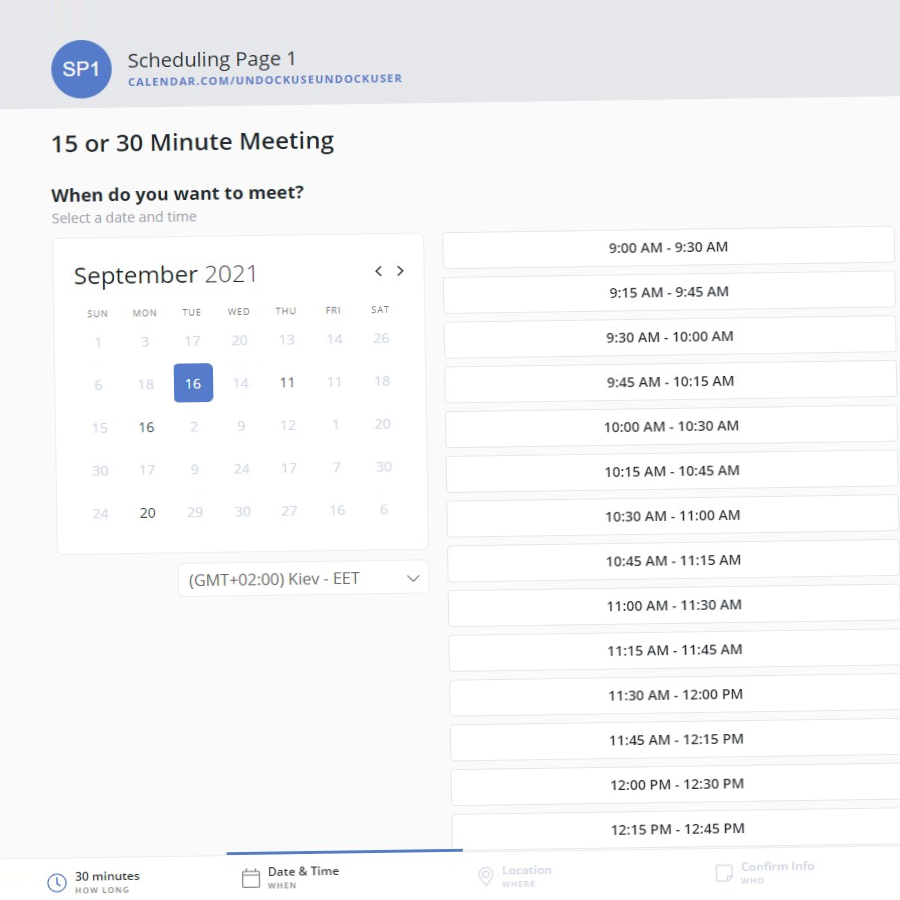 SP1
Scheduling Page 1
CALENDAR.COM/UNDOCKUSEUNDOCKUSER
15 or 30 Minute Meeting
When do you want to meet?
Select a date and time
September 2021
SUN MON TUE WED THU FRI SAT
1 3 17 20 13 14 26
6 18 16 14 11 11 18
15 16 2 9 12 1 20
30 17 9 24 17 7 30
24 20 29 30 27 16 6
(GMT+02:00) Kiev - EET
9:00 AM - 9:30 AM
9:15 AM - 9:45 AM
9:30 AM - 10:00 AM
9:45 AM - 10:15 AM
10:00 AM - 10:30 AM
10:15 AM - 10:45 AM
10:30 AM - 11:00 AM
10:45 AM - 11:15 AM
11:00 AM - 11:30 AM
11:15 AM - 11:45 AM
11:30 AM - 12:00 PM
11:45 AM - 12:15 PM
12:00 PM - 12:30 PM
12:15 PM - 12:45 PM
30 minutes
HOW LONG
Date & Time
WHEN
Location
WHERE
Confirm Info
WHO